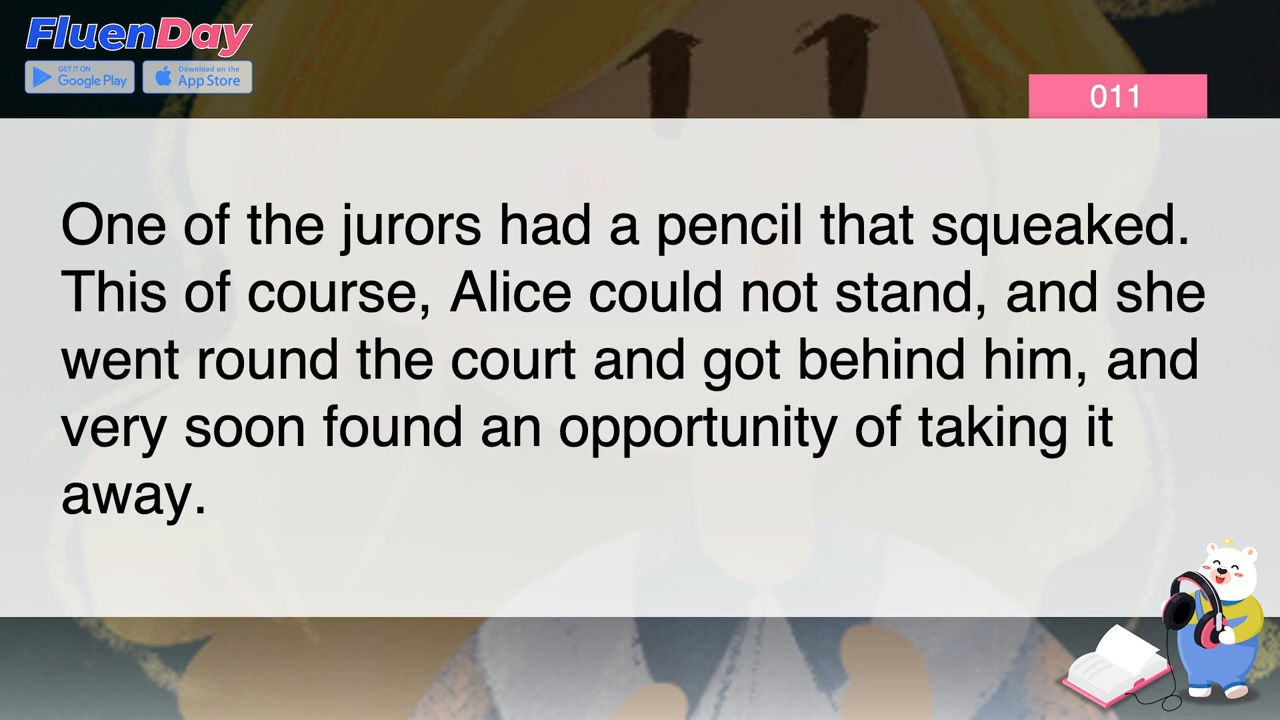 FluenDay
GET IT ON
Google Play
Download on the
App Store
011
One of the jurors had a pencil that squeaked.
This of course, Alice could not stand, and she
went round the court and got behind him, and
very soon found an opportunity of taking it
away.